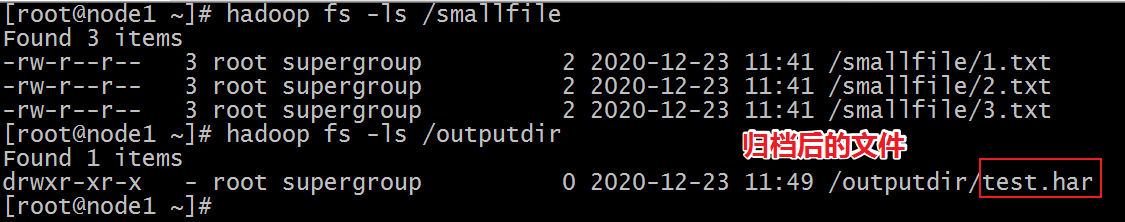 [root@node1 ~]# hadoop fs -ls /smallfile
Found 3 items
-rw-r--r--   3 root supergroup          2 2020-12-23 11:41 /smallfile/1.txt
-rw-r--r--   3 root supergroup          2 2020-12-23 11:41 /smallfile/2.txt
-rw-r--r--   3 root supergroup          2 2020-12-23 11:41 /smallfile/3.txt
[root@node1 ~]# hadoop fs -ls /outputdir
归档后的文件
Found 1 items
drwxr-xr-x   - root supergroup          0 2020-12-23 11:49 /outputdir/test.har
[root@node1 ~]#